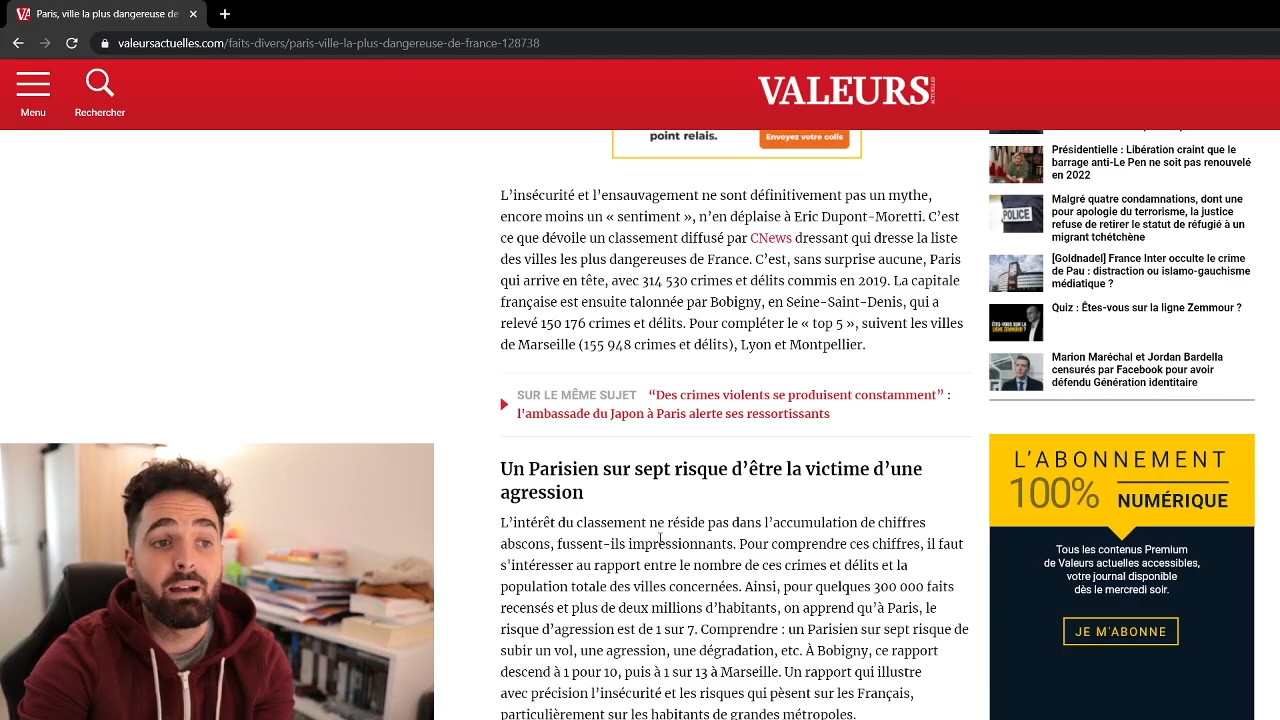 Paris, ville la plus dangereuse de
valeursactuelles.com/faits-divers/paris-ville-la-plus-dangereuse-de-france-128738
Menu
Rechercher
VALEURS
ACTUELLES
point relais.
Envoyez votre colis
L’insécurité et l’ensauvagement ne sont définitivement pas un mythe,
encore moins un « sentiment », n’en déplaise à Eric Dupont-Moretti. C’est
ce que dévoile un classement diffusé par CNews dressant qui dresse la liste
des villes les plus dangereuses de France. C’est, sans surprise aucune, Paris
qui arrive en tête, avec 314 530 crimes et délits commis en 2019. La capitale
française est ensuite talonnée par Bobigny, en Seine-Saint-Denis, qui a
relevé 150 176 crimes et délits. Pour compléter le « top 5 », suivent les villes
de Marseille (155 948 crimes et délits), Lyon et Montpellier.
SUR LE MÊME SUJET “Des crimes violents se produisent constamment” :
l'ambassade du Japon à Paris alerte ses ressortissants
Un Parisien sur sept risque d’être la victime d’une
agression
L’intérêt du classement ne réside pas dans l’accumulation de chiffres
abscons, fussent-ils impressionnants. Pour comprendre ces chiffres, il faut
s'intéresser au rapport entre le nombre de ces crimes et délits et la
population totale des villes concernées. Ainsi, pour quelques 300 000 faits
recensés et plus de deux millions d’habitants, on apprend qu’à Paris, le
risque d’agression est de 1 sur 7. Comprendre : un Parisien sur sept risque de
subir un vol, une agression, une dégradation, etc. À Bobigny, ce rapport
descend à 1 pour 10, puis à 1 sur 13 à Marseille. Un rapport qui illustre
avec précision l’insécurité et les risques qui pèsent sur les Français,
particulièrement sur les habitants de grandes métropoles.
Présidentielle : Libération craint que le
barrage anti-Le Pen ne soit pas renouvelé
en 2022
POLICE
Malgré quatre condamnations, dont une
pour apologie du terrorisme, la justice
refuse de retirer le statut de réfugié à un
migrant tchétchène
[Goldnadel] France Inter occulte le crime
de Pau : distraction ou islamo-gauchisme
médiatique ?
ÊTES-VOUS SUR LA
LIGNE ZEMMOUR ?
Quiz : Êtes-vous sur la ligne Zemmour ?
Marion Maréchal et Jordan Bardella
censurés par Facebook pour avoir
défendu Génération identitaire
L’ABONNEMENT
100% NUMÉRIQUE
Tous les contenus Premium
de Valeurs actuelles accessibles,
votre journal disponible
dès le mercredi soir.
JE M'ABONNE